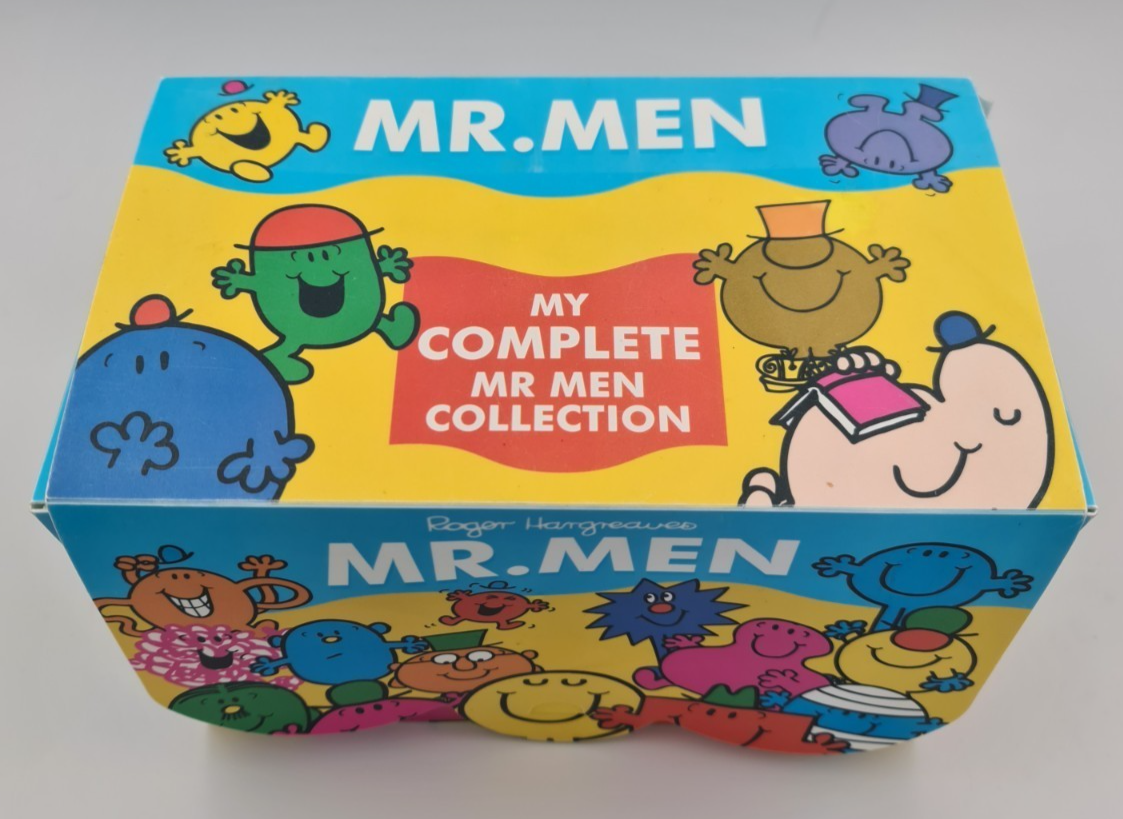 MR.MEN
MY
COMPLETE
MR MEN
COLLECTION
Roger Hargreaves
MR.MEN